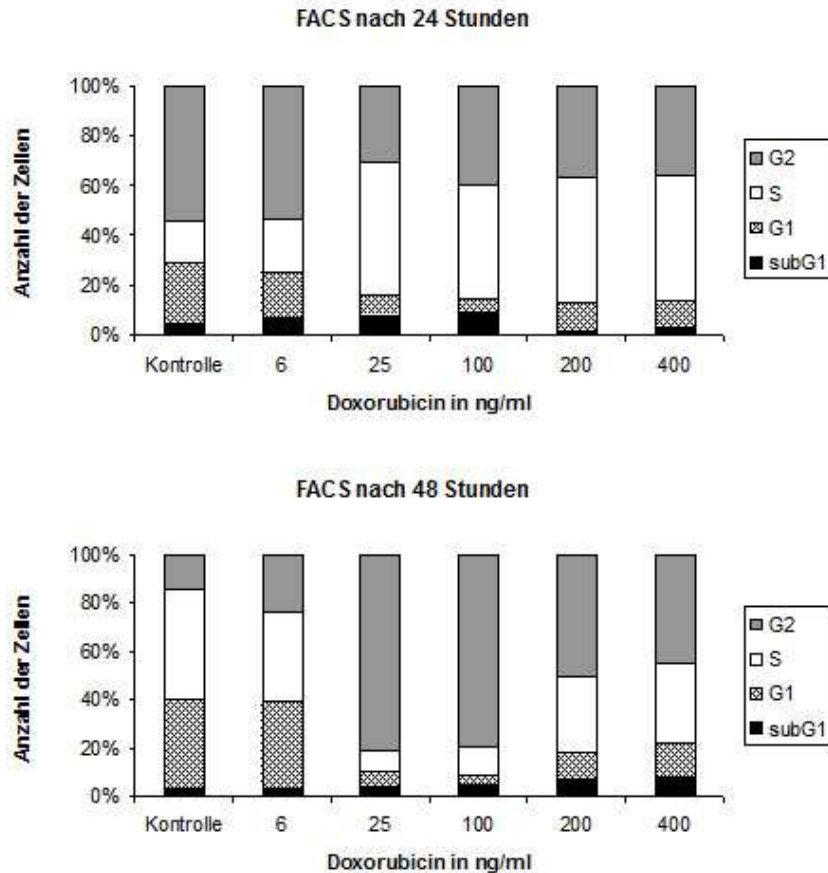 FACS nach 24 Stunden
100%
80%
60%
40%
20%
0%
Anzahl der Zellen
Kontrolle 6 25 100 200 400
Doxorubicin in ng/ml
G2
S
G1
subG1
FACS nach 48 Stunden
100%
80%
60%
40%
20%
0%
Anzahl der Zellen
Kontrolle 6 25 100 200 400
Doxorubicin in ng/ml
G2
S
G1
subG1